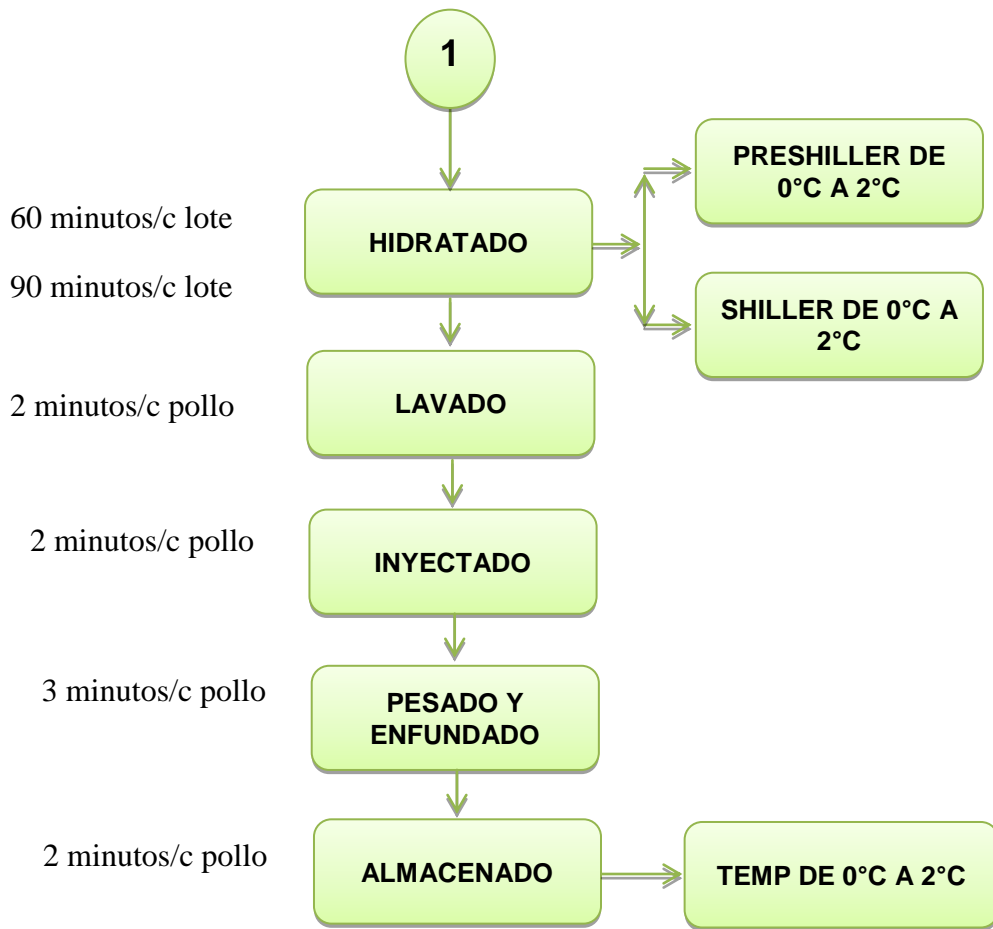 1
PRESHILLER DE
0°C A 2°C
60 minutos/c lote
HIDRATADO
90 minutos/c lote
SHILLER DE 0°C A
2°C
2 minutos/c pollo
LAVADO
2 minutos/c pollo
INYECTADO
3 minutos/c pollo
PESADO Y
ENFUNDADO
2 minutos/c pollo
ALMACENADO
TEMP DE 0°C A 2°C